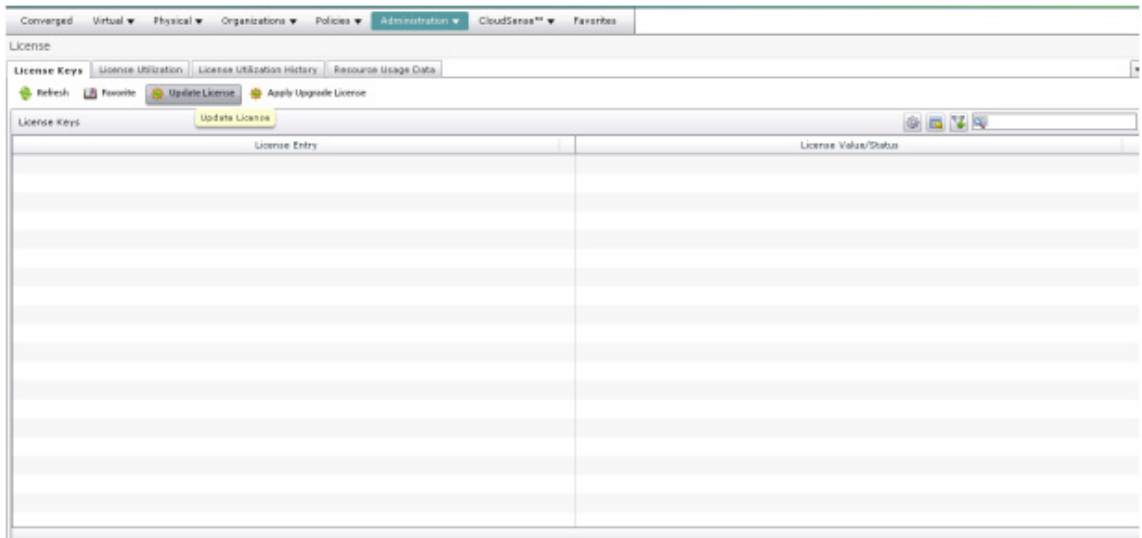 Converged Virtual Physical Organizations Policies Administration CloudSense™ Favorites
License
License Keys License Utilization License Utilization History Resource Usage Data
Refresh Favorite Update License Apply Upgrade License
Update License
License Keys
License Entry License Value/Status